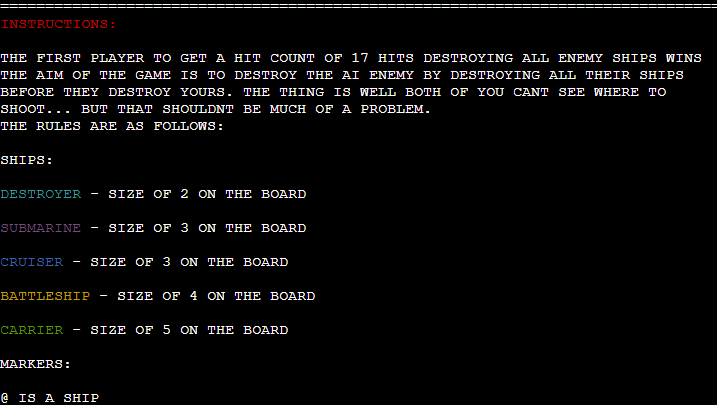 INSTRUCTIONS:
THE FIRST PLAYER TO GET A HIT COUNT OF 17 HITS DESTROYING ALL ENEMY SHIPS WINS
THE AIM OF THE GAME IS TO DESTROY THE AI ENEMY BY DESTROYING ALL THEIR SHIPS
BEFORE THEY DESTROY YOURS. THE THING IS WELL BOTH OF YOU CANT SEE WHERE TO
SHOOT... BUT THAT SHOULDNT BE MUCH OF A PROBLEM.
THE RULES ARE AS FOLLOWS:
SHIPS:
DESTROYER - SIZE OF 2 ON THE BOARD
SUBMARINE - SIZE OF 3 ON THE BOARD
CRUISER - SIZE OF 3 ON THE BOARD
BATTLESHIP - SIZE OF 4 ON THE BOARD
CARRIER - SIZE OF 5 ON THE BOARD
MARKERS:
@ IS A SHIP